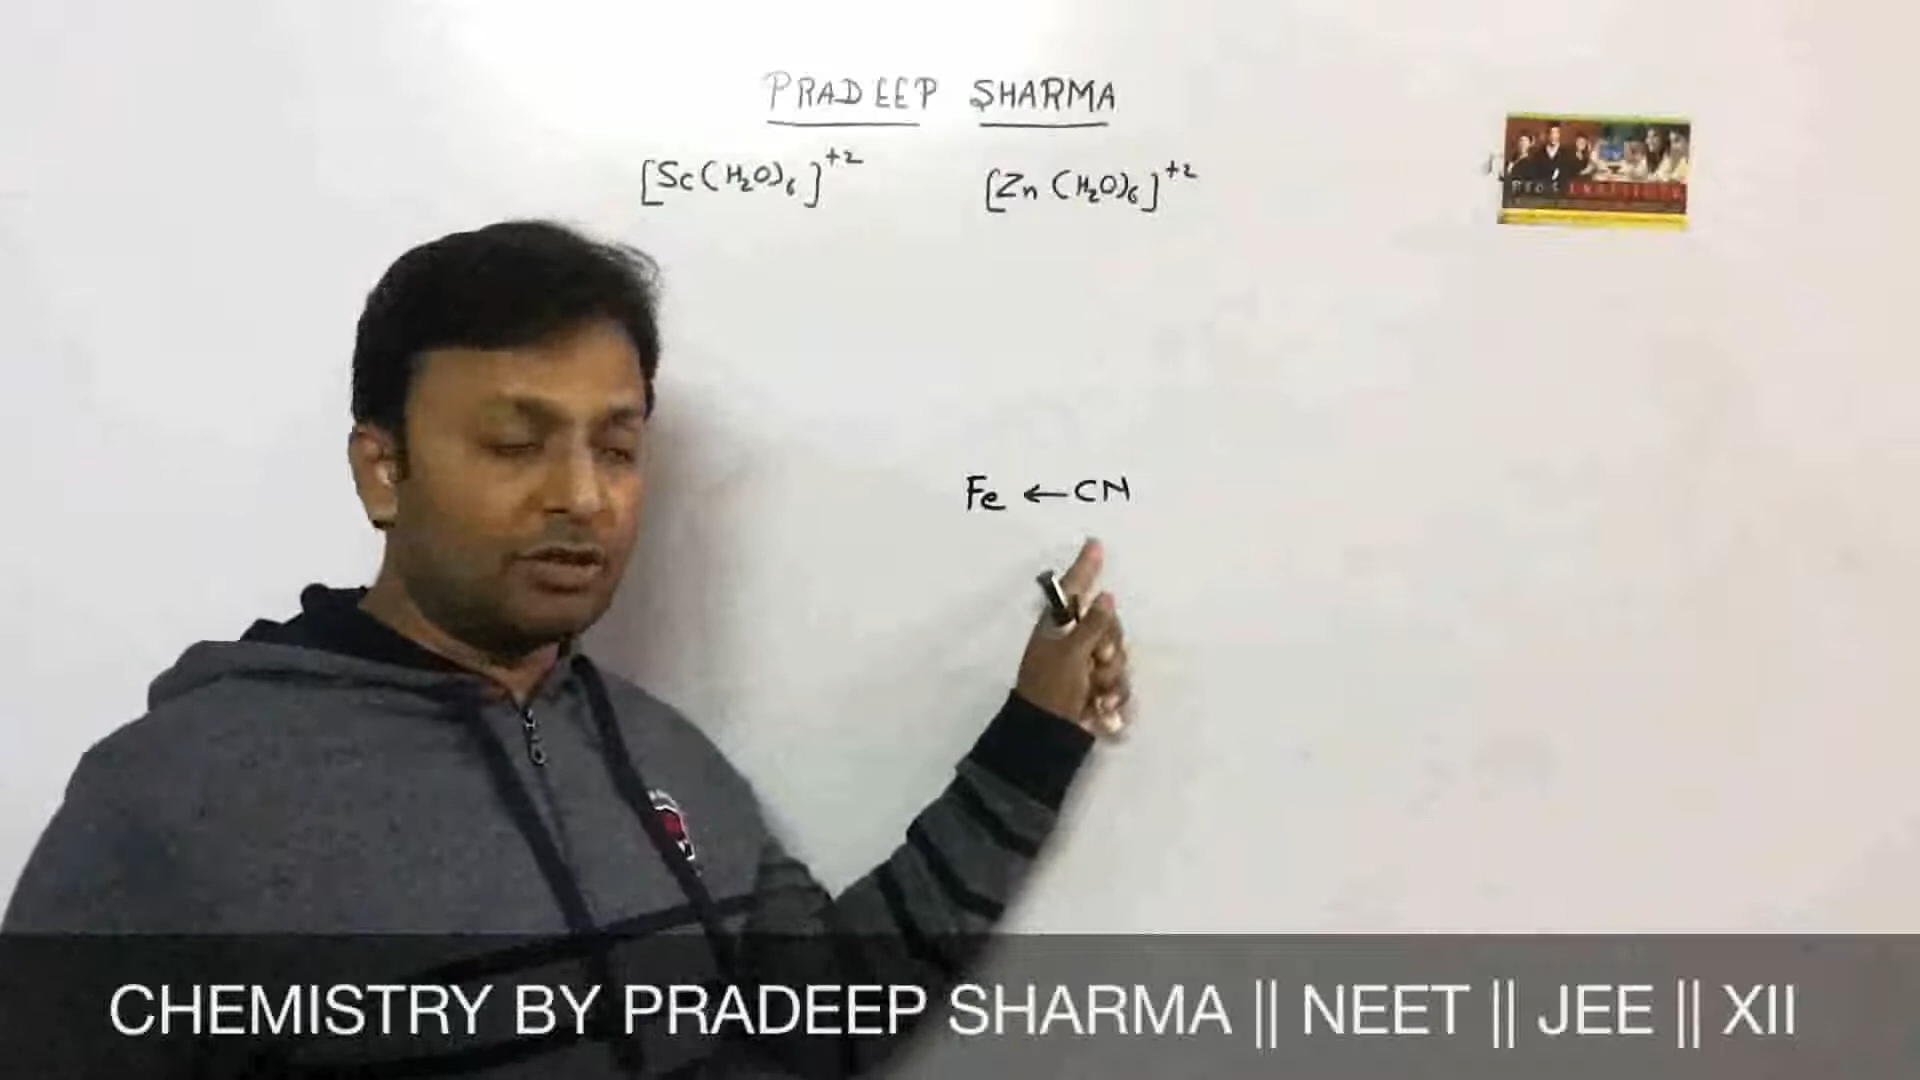 PRADEEP SHARMA
[Sc(H₂O)₆]⁺² [Zn(H₂O)₆]⁺²
Fe ← CN
CHEMISTRY BY PRADEEP SHARMA || NEET || JEE || XII